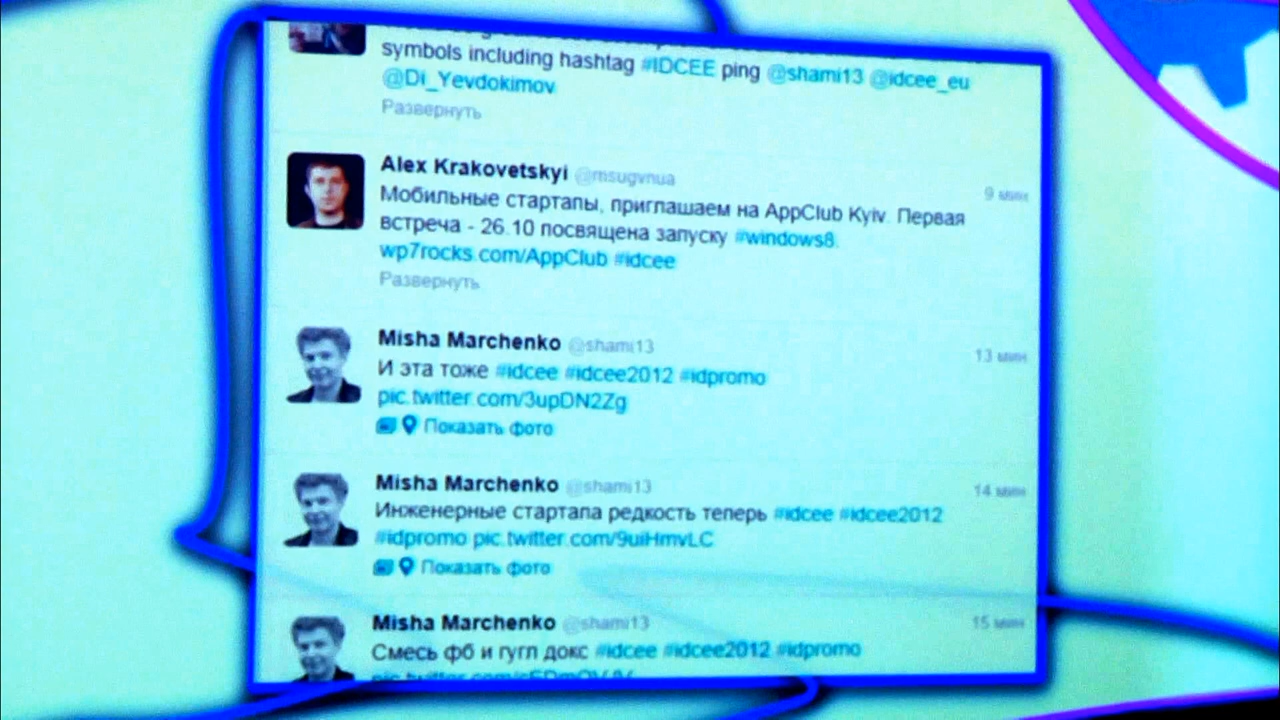 symbols including hashtag #IDCEE ping @shami13 @idcee_eu
@Di_Yevdokimov
Развернуть
Alex Krakovetskyi @msugvnua
9 мин
Мобильные стартапы, приглашаем на AppClub Kyiv. Первая
встреча - 26.10 посвящена запуску #windows8.
wp7rocks.com/AppClub #idcee
Развернуть
Misha Marchenko @shami13
13 мин
И эта тоже #idcee #idcee2012 #idpromo
pic.twitter.com/3upDN2Zg
Показать фото
Misha Marchenko @shami13
14 мин
Инженерные стартапа редкость теперь #idcee #idcee2012
#idpromo pic.twitter.com/9uiHmvLC
Показать фото
Misha Marchenko @shami13
15 мин
Смесь фб и гугл докс #idcee #idcee2012 #idpromo